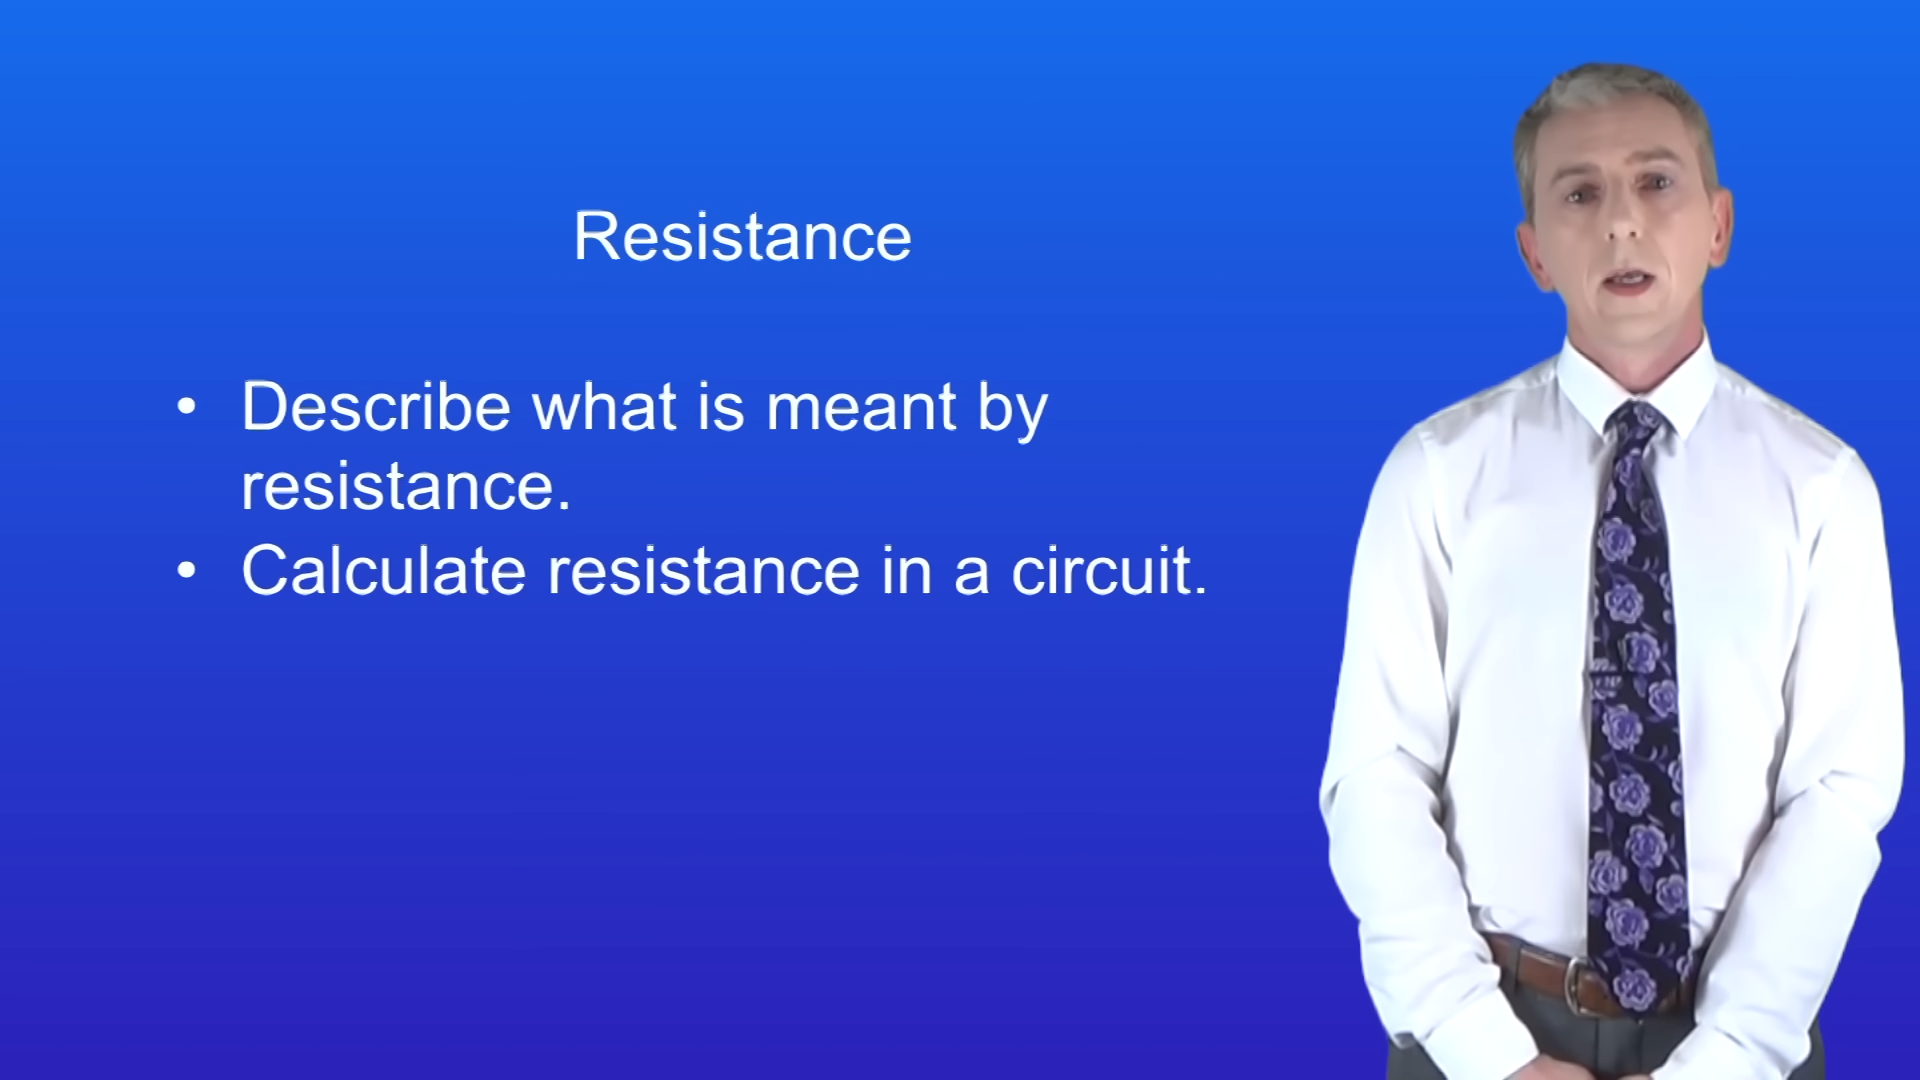 Resistance
• Describe what is meant by
resistance.
• Calculate resistance in a circuit.